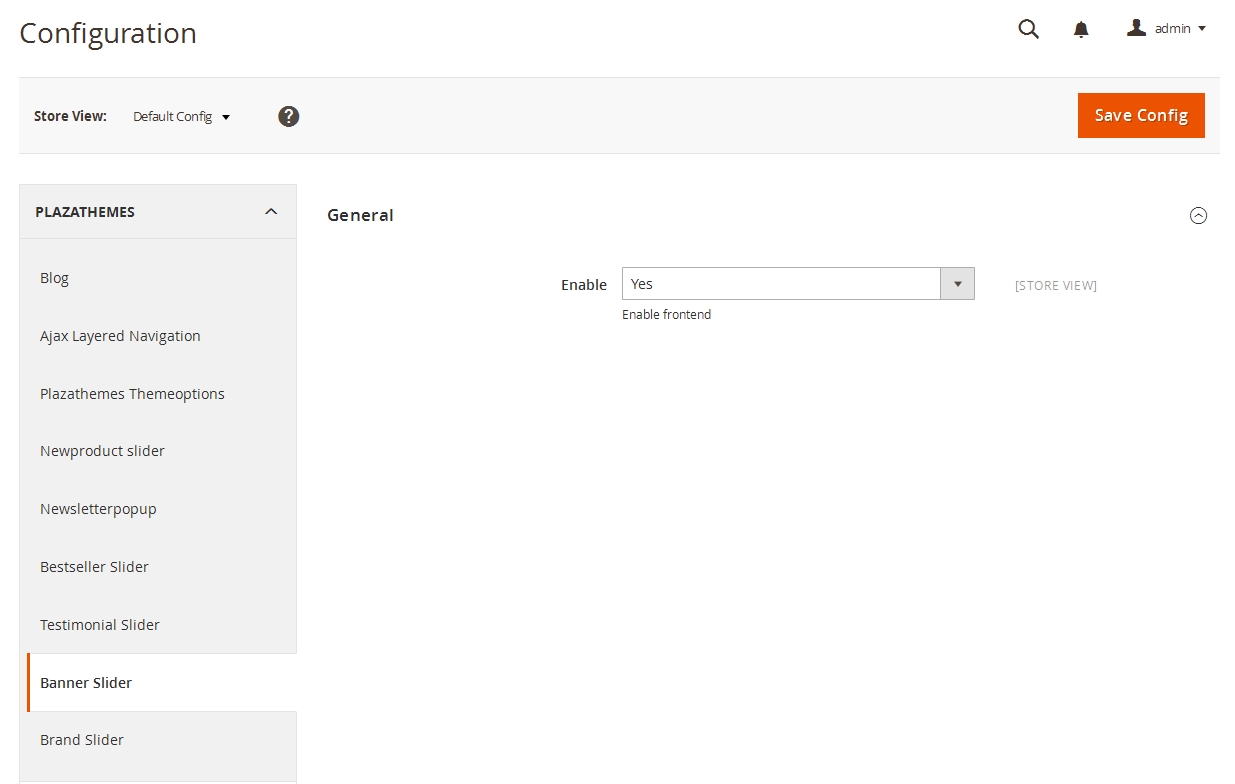 Configuration
admin
Store View: Default Config ?
Save Config
PLAZATHEMES
Blog
Ajax Layered Navigation
Plazathemes Themeoptions
Newproduct slider
Newsletterpopup
Bestseller Slider
Testimonial Slider
Banner Slider
Brand Slider
General
Enable Yes [STORE VIEW]
Enable frontend